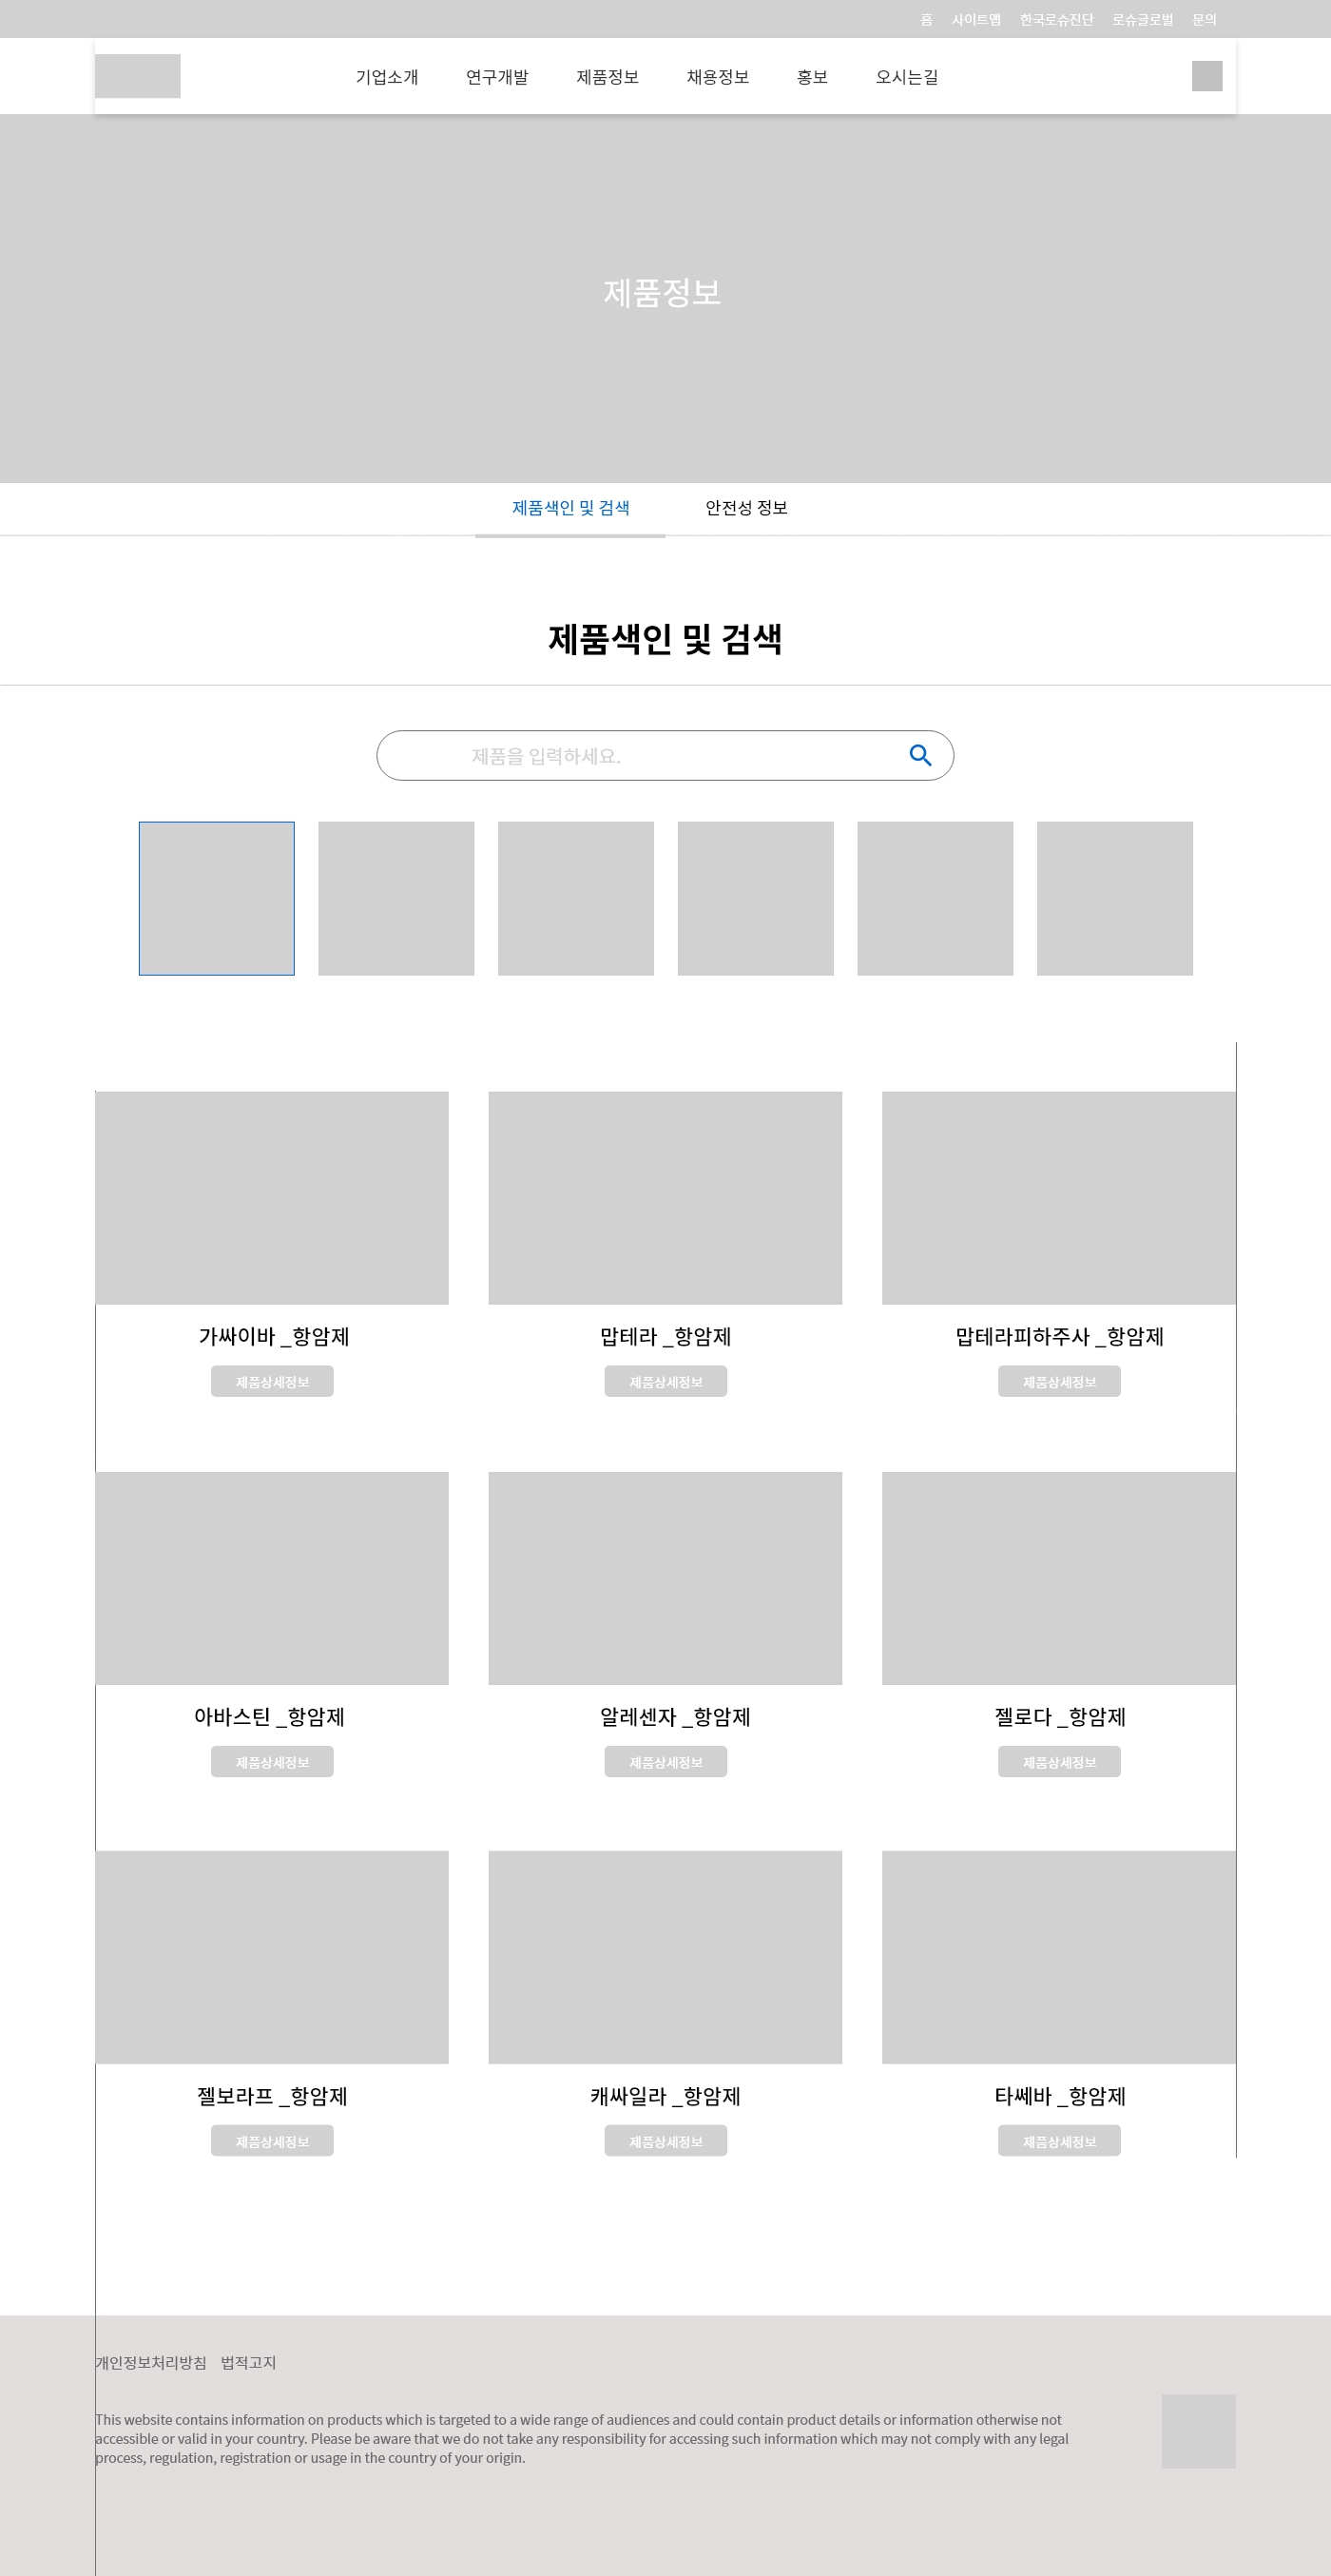 홈 사이트맵 한국로슈진단 로슈글로벌 문의
기업소개 연구개발 제품정보 채용정보 홍보 오시는길
제품정보
제품색인 및 검색 안전성 정보
제품색인 및 검색
제품을 입력하세요.
가싸이바 _항암제 맙테라 _항암제 맙테라피하주사 _항암제
제품상세정보 제품상세정보 제품상세정보
아바스틴 _항암제 알레센자 _항암제 젤로다 _항암제
제품상세정보 제품상세정보 제품상세정보
젤보라프 _항암제 캐싸일라 _항암제 타쎄바 _항암제
제품상세정보 제품상세정보 제품상세정보
개인정보처리방침 법적고지
This website contains information on products which is targeted to a wide range of audiences and could contain product details or information otherwise not
accessible or valid in your country. Please be aware that we do not take any responsibility for accessing such information which may not comply with any legal
process, regulation, registration or usage in the country of your origin.